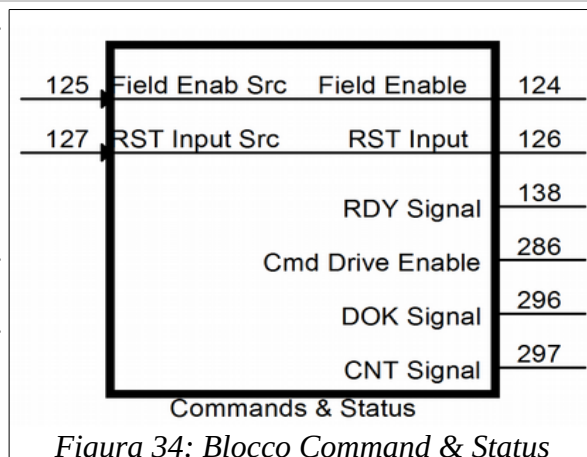 125 Field Enab Src Field Enable 124
127 RST Input Src RST Input 126
RDY Signal 138
Cmd Drive Enable 286
DOK Signal 296
CNT Signal 297
Commands & Status
Figura 34: Blocco Command & Status